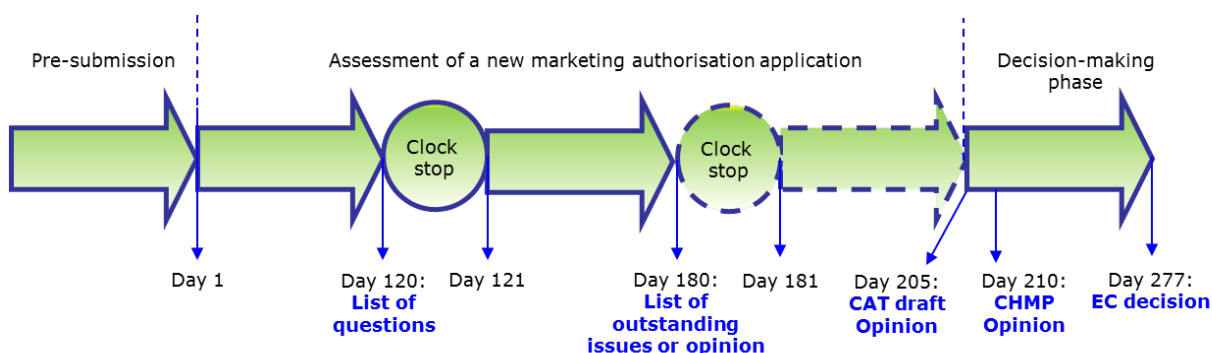 Pre-submission
Assessment of a new marketing authorisation application
Decision-making
phase
Clock
stop
Clock
stop
Day 1
Day 120:
List of
questions
Day 121
Day 180:
List of
outstanding
issues or opinion
Day 181
Day 205:
CAT draft
Opinion
Day 210:
CHMP
Opinion
Day 277:
EC decision